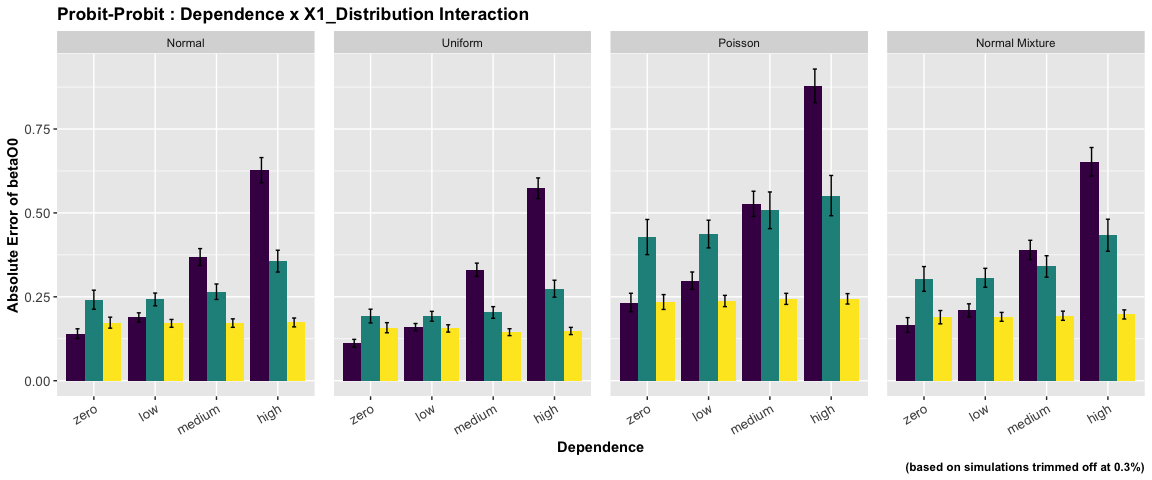 Probit-Probit : Dependence x X1_Distribution Interaction
Normal
Uniform
Poisson
Normal Mixture
Absolute Error of betaO0
0.75
0.50
0.25
0.00
zero low medium high
zero low medium high
zero low medium high
zero low medium high
Dependence
(based on simulations trimmed off at 0.3%)